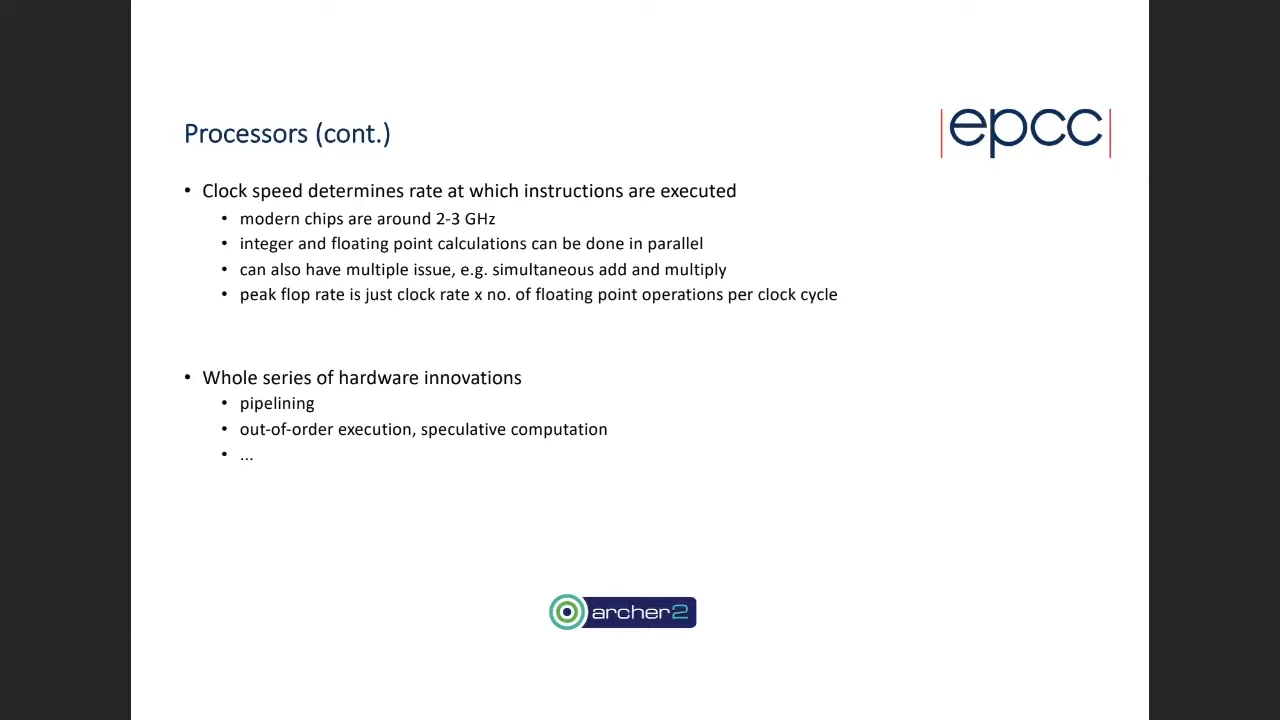 Processors (cont.)
|epcc|
• Clock speed determines rate at which instructions are executed
• modern chips are around 2-3 GHz
• integer and floating point calculations can be done in parallel
• can also have multiple issue, e.g. simultaneous add and multiply
• peak flop rate is just clock rate x no. of floating point operations per clock cycle
• Whole series of hardware innovations
• pipelining
• out-of-order execution, speculative computation
• ...
archer2